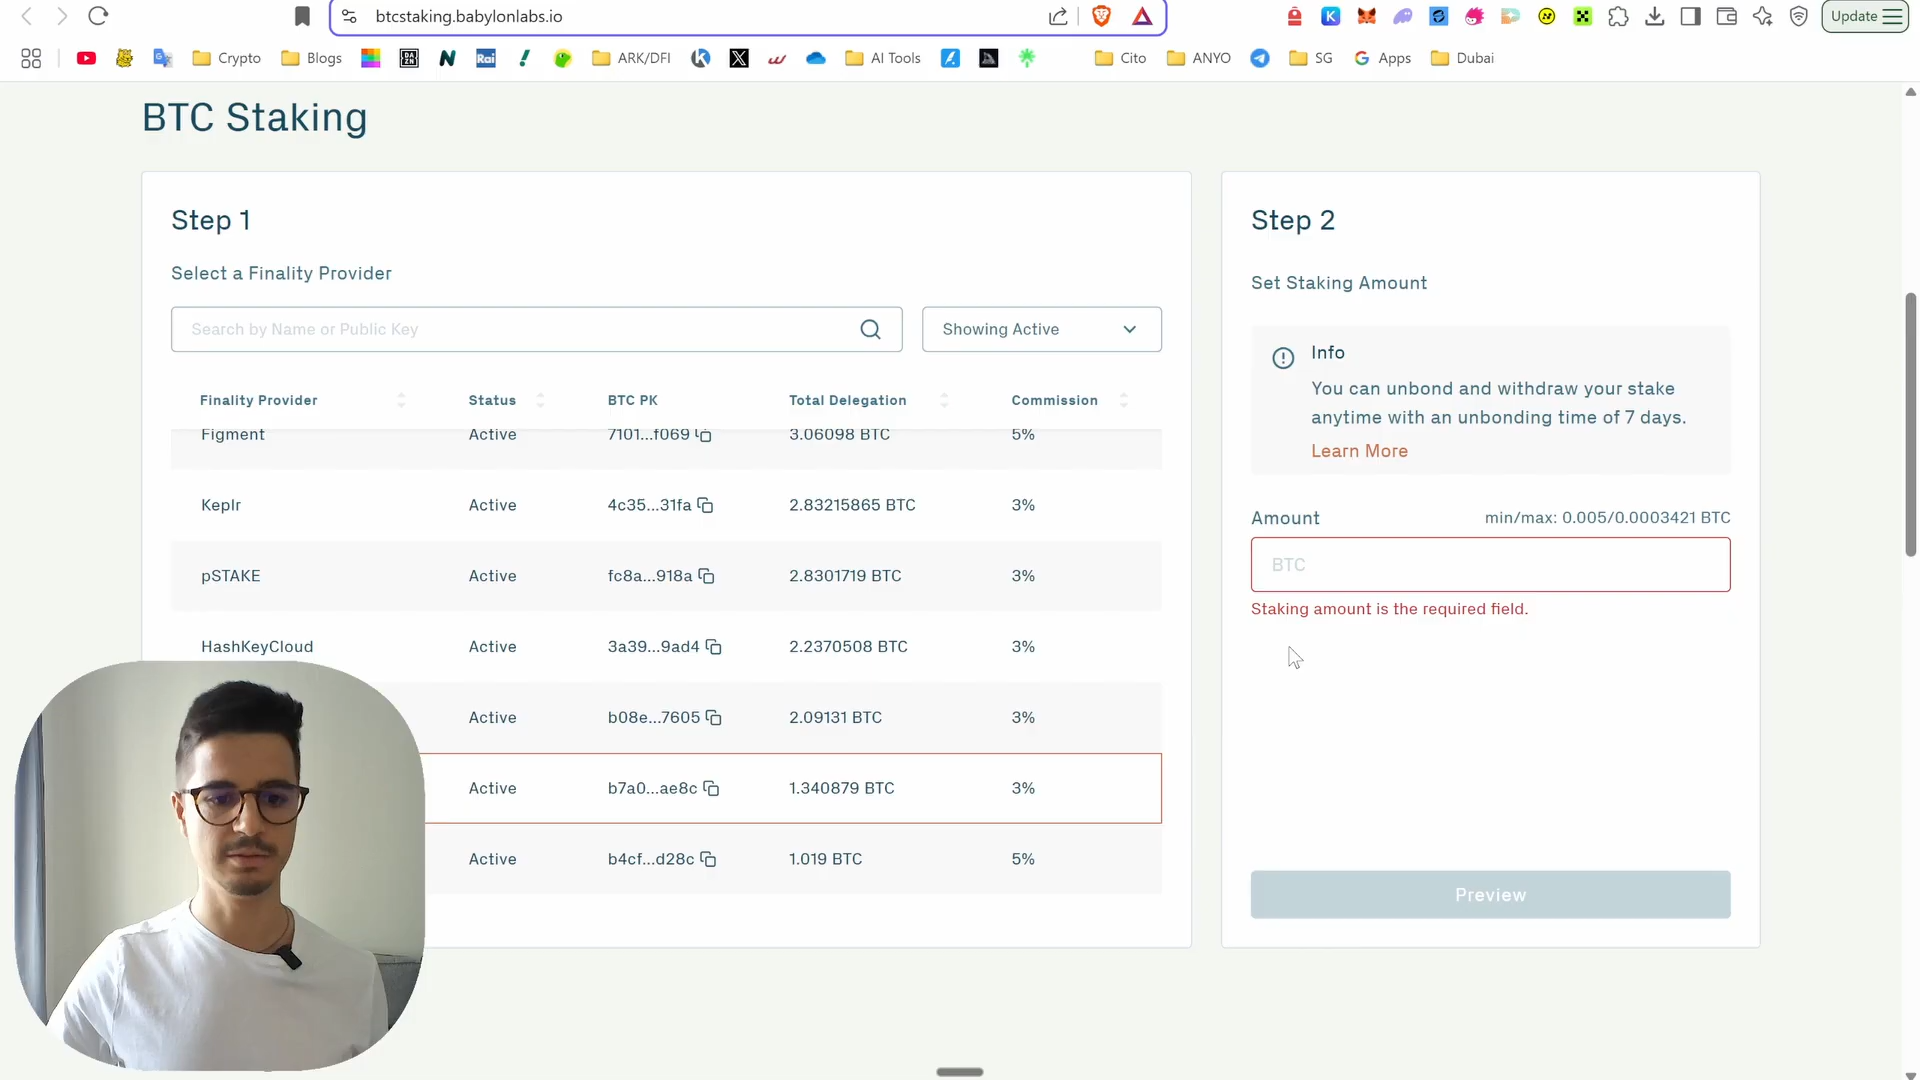 btcstaking.babylonlabs.io
Update
Crypto
Blogs
DAZN
N
Rai
ARK/DFI
AI Tools
Cito
ANYO
SG
Apps
Dubai
BTC Staking
Step 1
Select a Finality Provider
Search by Name or Public Key
Showing Active
Finality Provider Status BTC PK Total Delegation Commission
Figment Active 7101...f069 3.06098 BTC 5%
Keplr Active 4c35...31fa 2.83215865 BTC 3%
pSTAKE Active fc8a...918a 2.8301719 BTC 3%
HashKeyCloud Active 3a39...9ad4 2.2370508 BTC 3%
Active b08e...7605 2.09131 BTC 3%
Active b7a0...ae8c 1.340879 BTC 3%
Active b4cf...d28c 1.019 BTC 5%
Step 2
Set Staking Amount
Info
You can unbond and withdraw your stake
anytime with an unbonding time of 7 days.
Learn More
Amount min/max: 0.005/0.0003421 BTC
BTC
Staking amount is the required field.
Preview